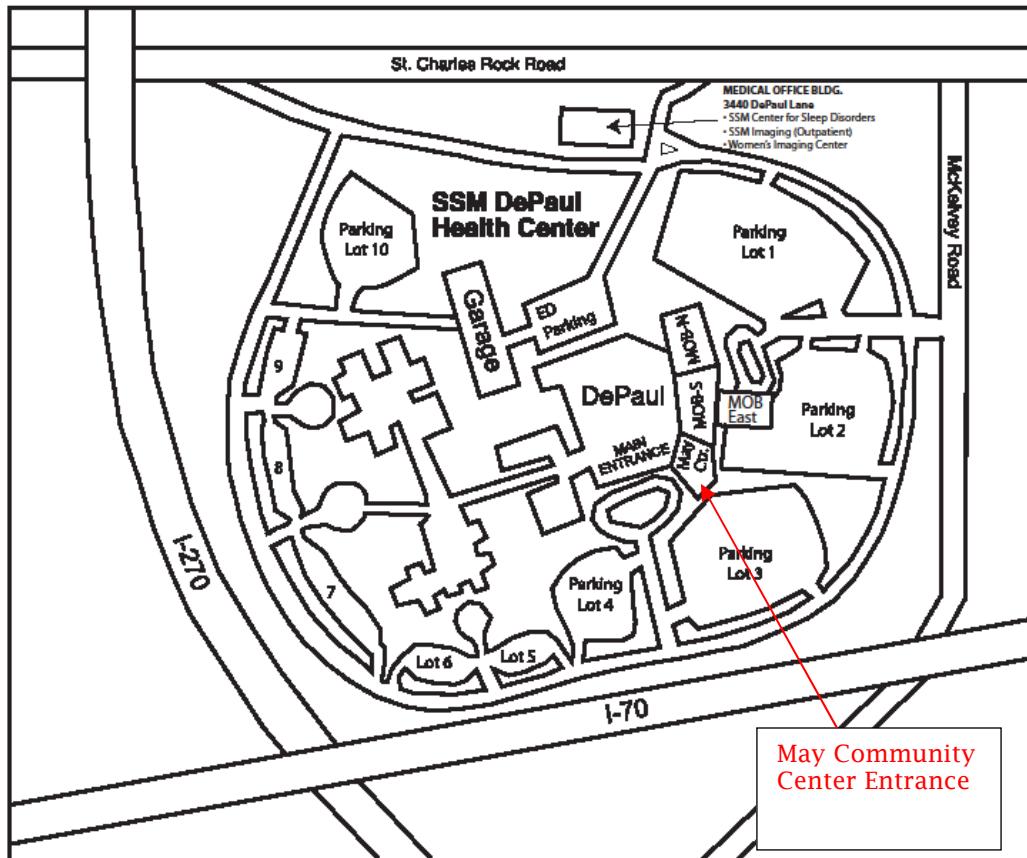 St. Charles Rock Road
MEDICAL OFFICE BLDG.
3440 DePaul Lane
• SSM Center for Sleep Disorders
• SSM Imaging (Outpatient)
• Women's Imaging Center
McKelvey Road
SSM DePaul
Health Center
Parking
Lot 10
Parking
Lot 1
Garage
ED
Parking
MOB-N
9
DePaul
MOB-S
MOB
East
Parking
Lot 2
MAIN
ENTRANCE
May
Ctr.
8
I-270
Parking
Lot 3
7
Parking
Lot 4
Lot 6
Lot 5
I-70
May Community
Center Entrance